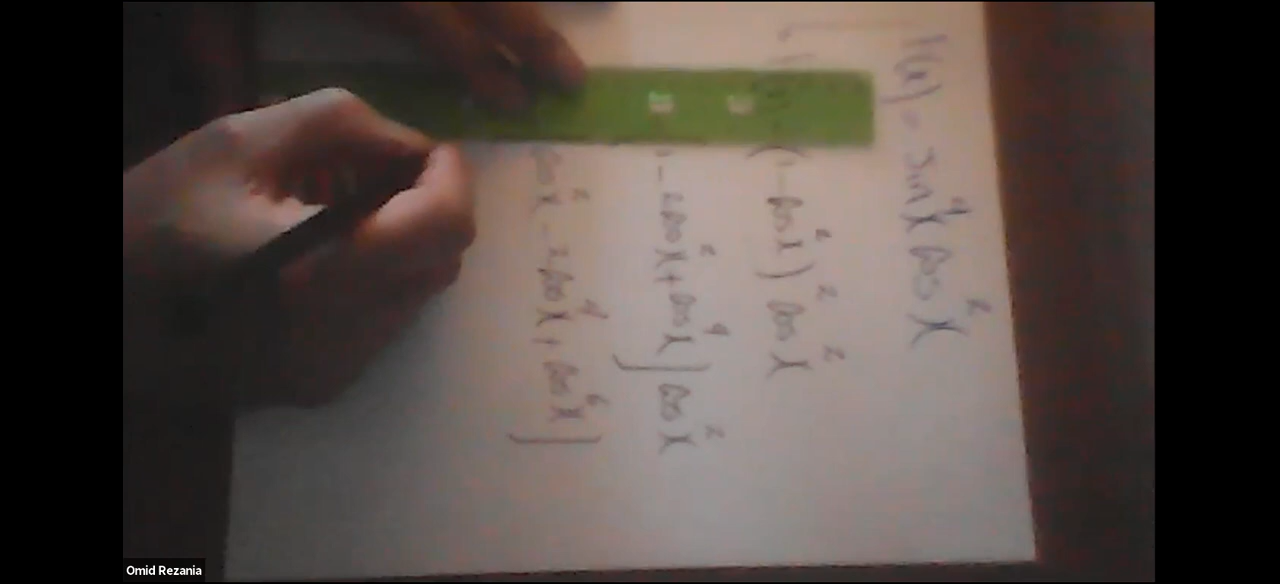 f(x) = sin⁴x cos²x
(1 - cos²x)² cos²x
1 - 2cos²x + cos⁴x] cos²x
cos²x - 2cos⁴x + cos⁶x]
Omid Rezania